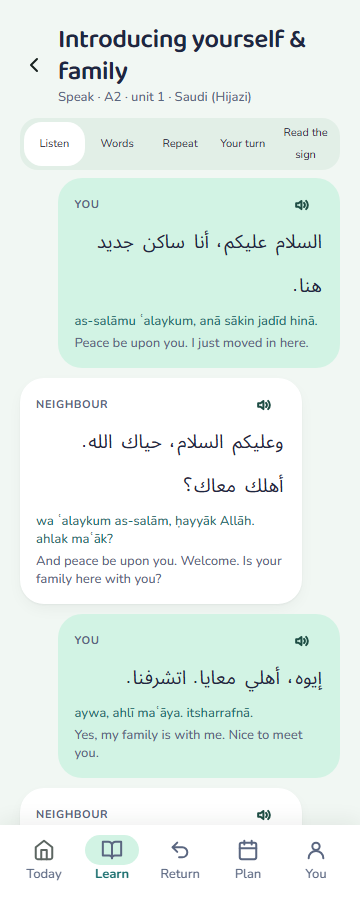 Introducing yourself &
family
Speak · A2 · unit 1 · Saudi (Hijazi)
Listen
Words
Repeat
Your turn
Read the
sign
YOU
السلام عليكم، أنا ساكن جديد
هنا.
as-salāmu ʿalaykum, anā sākin jadīd hinā.
Peace be upon you. I just moved in here.
NEIGHBOUR
وعليكم السلام، حياك الله.
أهلك معاك؟
wa ʿalaykum as-salām, ḥayyāk Allāh.
ahlak maʿāk?
And peace be upon you. Welcome. Is your
family here with you?
YOU
إيوه، أهلي معايا. اتشرفنا.
aywa, ahlī maʿāya. itsharrafnā.
Yes, my family is with me. Nice to meet
you.
NEIGHBOUR
Today
Learn
Return
Plan
You